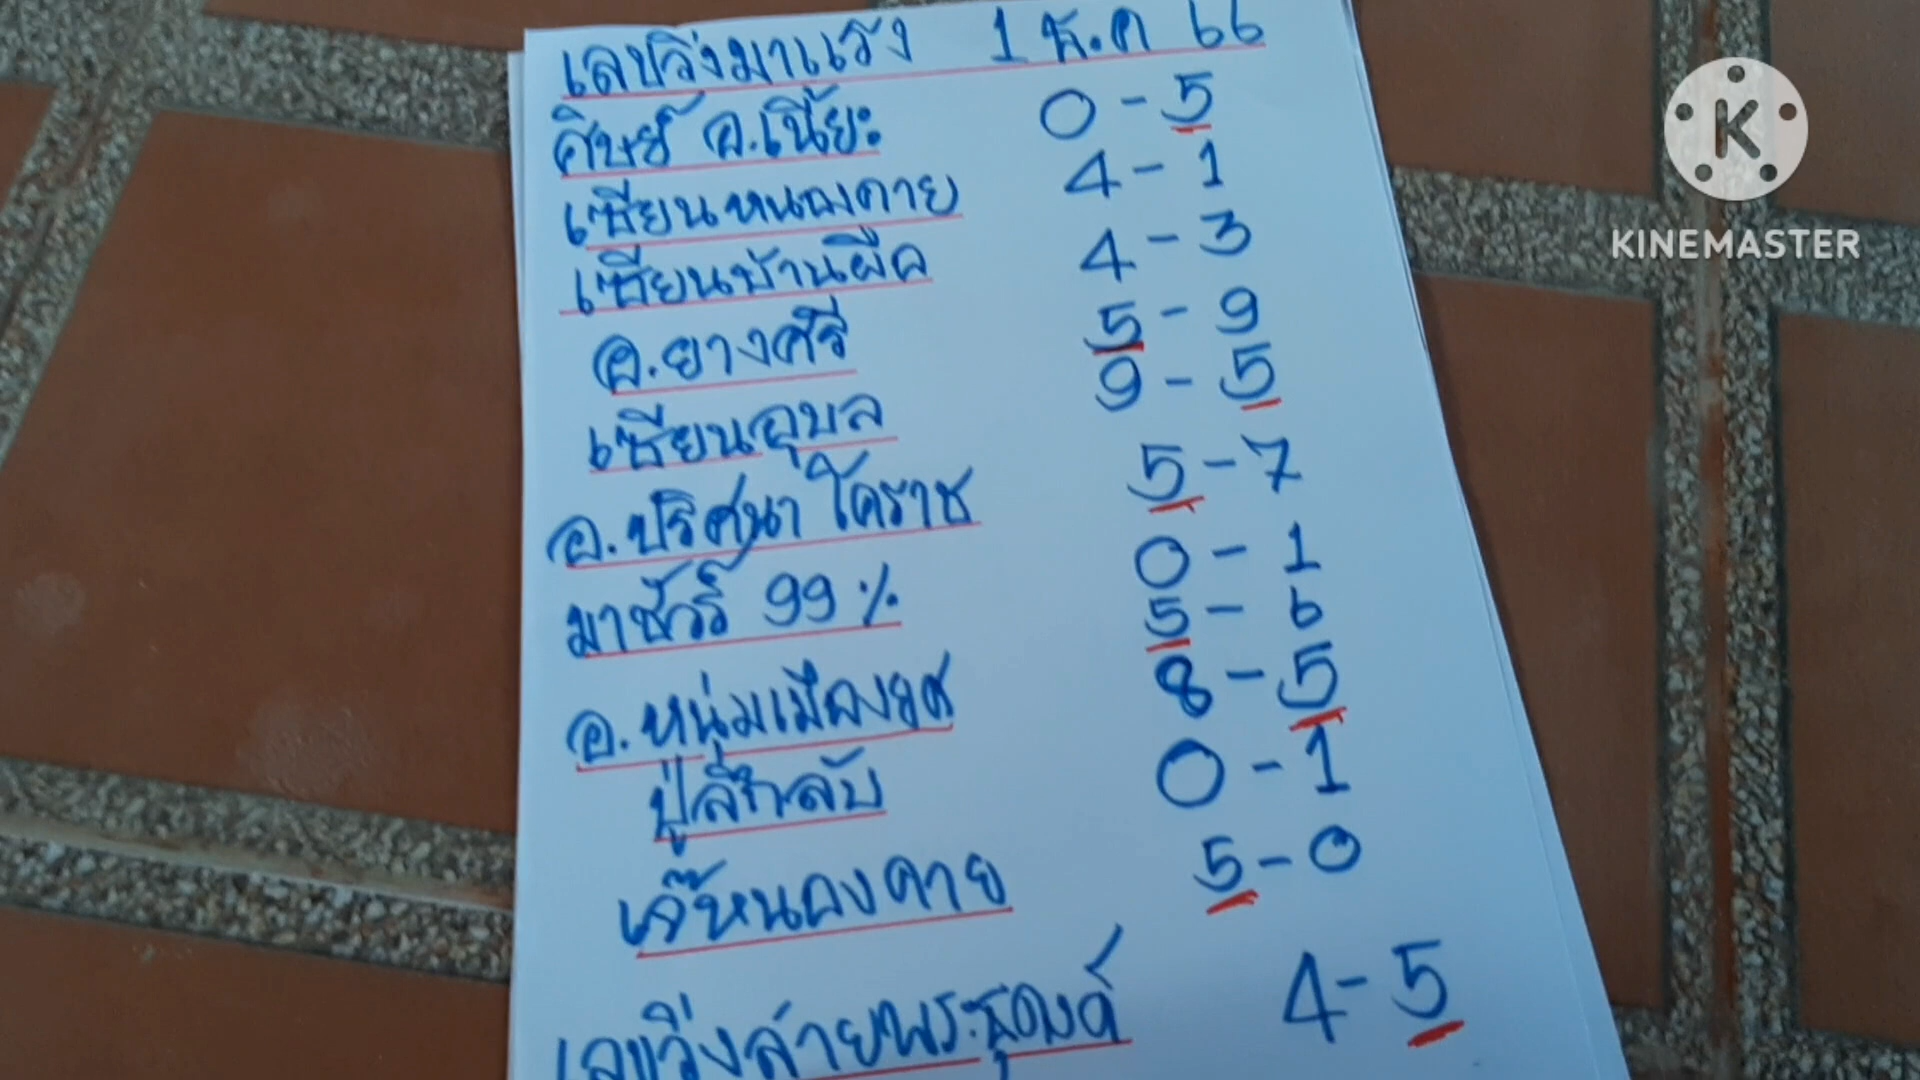 เลขวิ่งมาแรง 1 ธ.ค 66
ศิษย์ อ.เนี้ยะ 0-5
เซียนหนองคาย 4-1
เซียนบ้านผือ 4-3
อ.ยางศรี 5-9
เซียนอุบล 9-5
อ.ปริศนา โคราช 5-7
มาชัวร์ 99% 0-1
5-6
อ.หนุ่มเมืองยศ 8-5
ปู่ลึกลับ 0-1
เจ๊หนองคาย 5-0
เลขวิ่งสายพระธุดงค์ 4-5
K
KINEMASTER